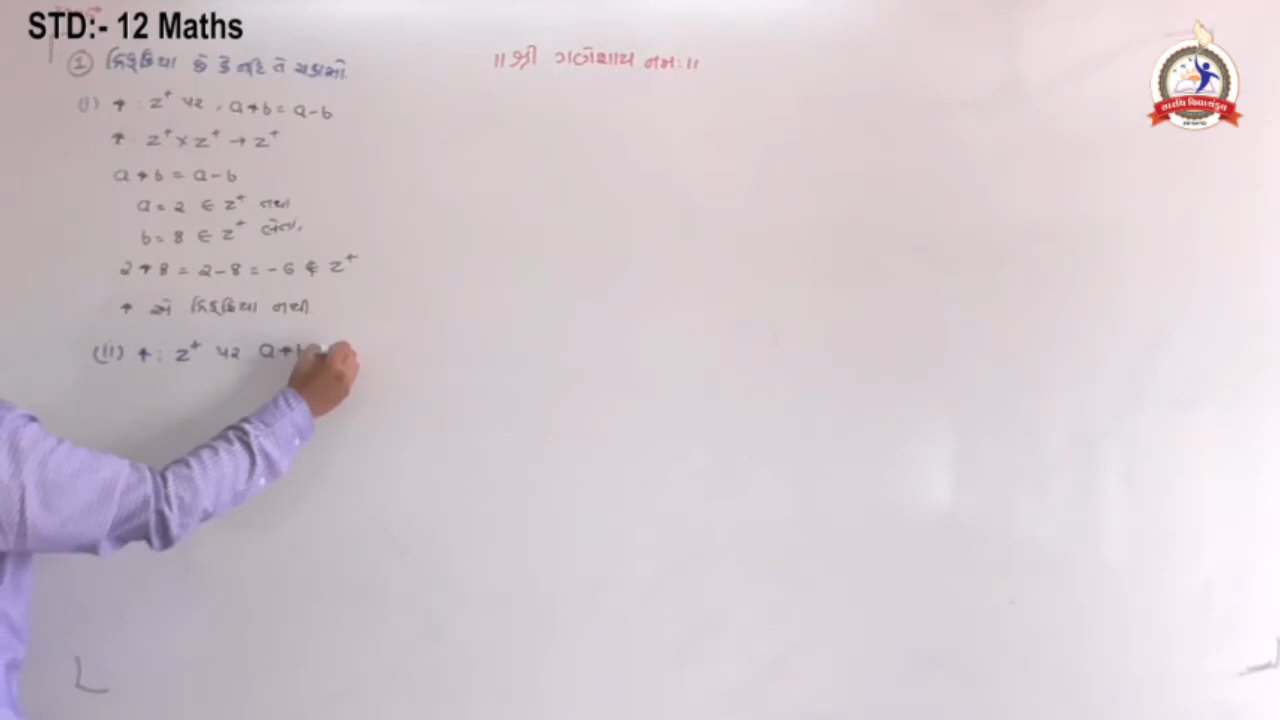 STD:- 12 Maths
॥ શ્રી ગણેશાય નમઃ ॥
① દ્વિક્રિયા છે કે નહિ તે ચકાસો.
(i) * : Z⁺ પર, a * b = a - b
* Z⁺ × Z⁺ → Z⁺
a * b = a - b
a = 2 ∈ Z⁺ તથા
b = 8 ∈ Z⁺ લેતાં,
2 * 8 = 2 - 8 = - 6 ∉ Z⁺
* એ દ્વિક્રિયા નથી
(ii) * : Z⁺ પર a * b